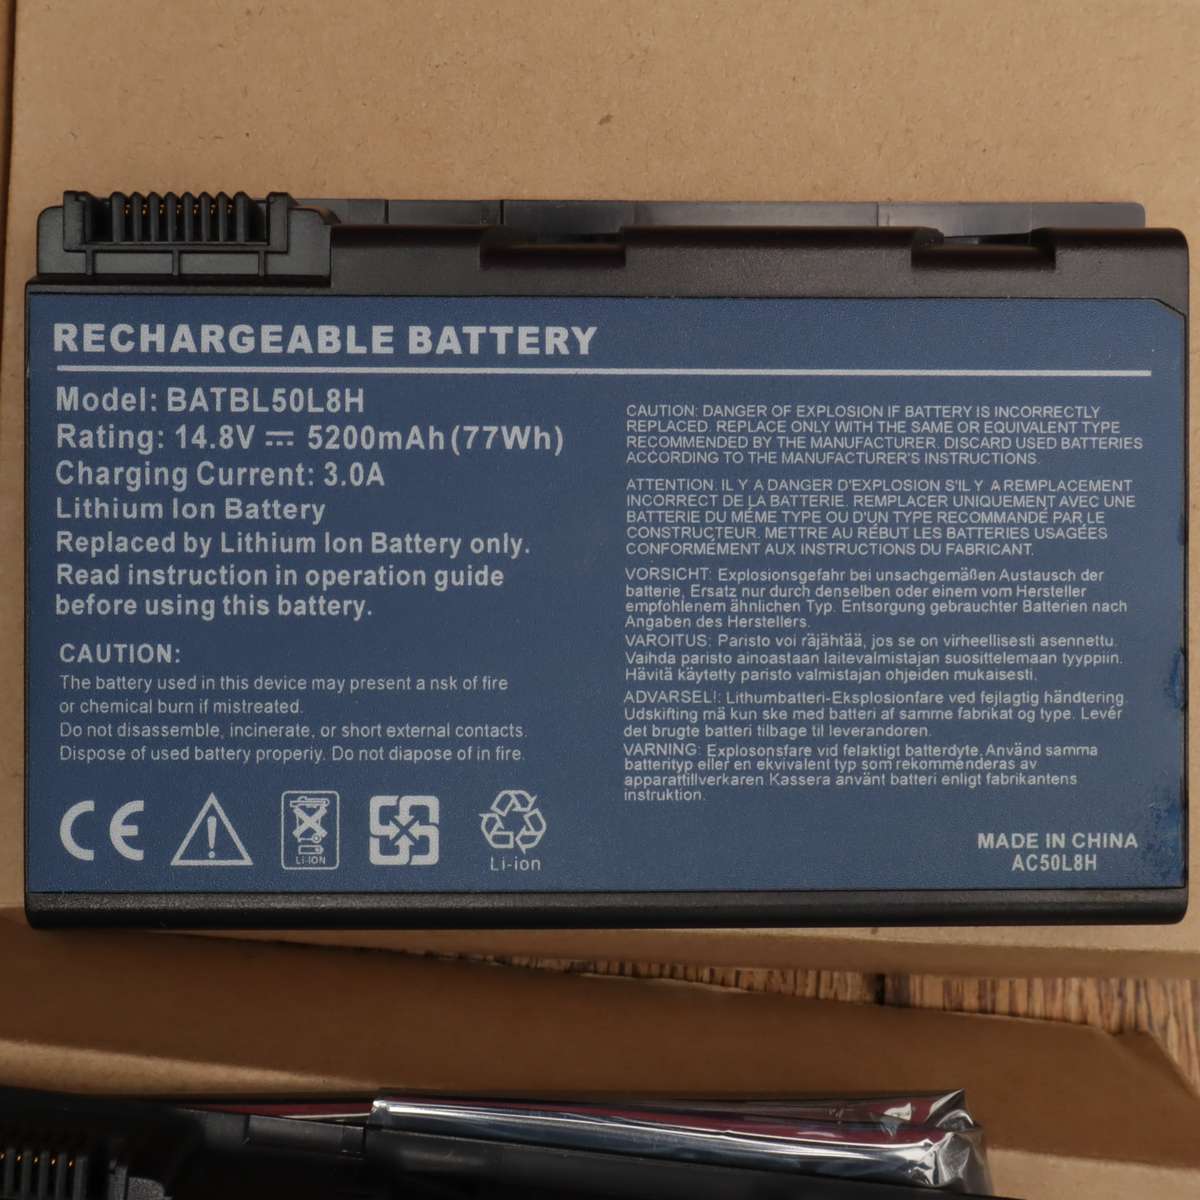 RECHARGEABLE BATTERY
Model: BATBL50L8H
Rating: 14.8V ⎓ 5200mAh(77Wh)
Charging Current: 3.0A
Lithium Ion Battery
Replaced by Lithium Ion Battery only.
Read instruction in operation guide
before using this battery.
CAUTION:
The battery used in this device may present a nsk of fire
or chemical burn if mistreated.
Do not disassemble, incinerate, or short external contacts.
Dispose of used battery properiy. Do not diapose of in fire.
CE
LI-ION
Li-ion
CAUTION: DANGER OF EXPLOSION IF BATTERY IS INCORRECTLY
REPLACED. REPLACE ONLY WITH THE SAME OR EQUIVALENT TYPE
RECOMMENDED BY THE MANUFACTURER. DISCARD USED BATTERIES
ACCORDING TO THE MANUFACTURER'S INSTRUCTIONS.
ATTENTION: IL Y A DANGER D'EXPLOSION S'IL Y A REMPLACEMENT
INCORRECT DE LA BATTERIE. REMPLACER UNIQUEMENT AVEC UNE
BATTERIE DU MÊME TYPE OU D'UN TYPE RECOMMANDÉ PAR LE
CONSTRUCTEUR. METTRE AU RÉBUT LES BATTERIES USAGÉES
CONFORMÉMENT AUX INSTRUCTIONS DU FABRICANT.
VORSICHT: Explosionsgefahr bei unsachgemäßen Austausch der
batterie, Ersatz nur durch denselben oder einem vom Hersteller
empfohlenem ähnlichen Typ. Entsorgung gebrauchter Batterien nach
Angaben des Herstellers.
VAROITUS: Paristo voi räjähtää, jos se on virheellisesti asennettu.
Vaihda paristo ainoastaan laitevalmistajan suosittelemaan tyyppiin.
Hävitä käytetty paristo valmistajan ohjeiden mukaisesti.
ADVARSEL!: Lithumbatteri-Eksplosionfare ved fejlagtig händtering.
Udskifting mä kun ske med batteri af samme fabrikat og type. Levér
det brugte batteri tilbage til leverandoren.
VARNING: Explosonsfare vid felaktigt batterdyte, Använd samma
batterityp eller en ekvivalent typ som rekommenderas av
apparattillverkaren.Kassera använt batteri enligt fabrikantens
instruktion.
MADE IN CHINA
AC50L8H